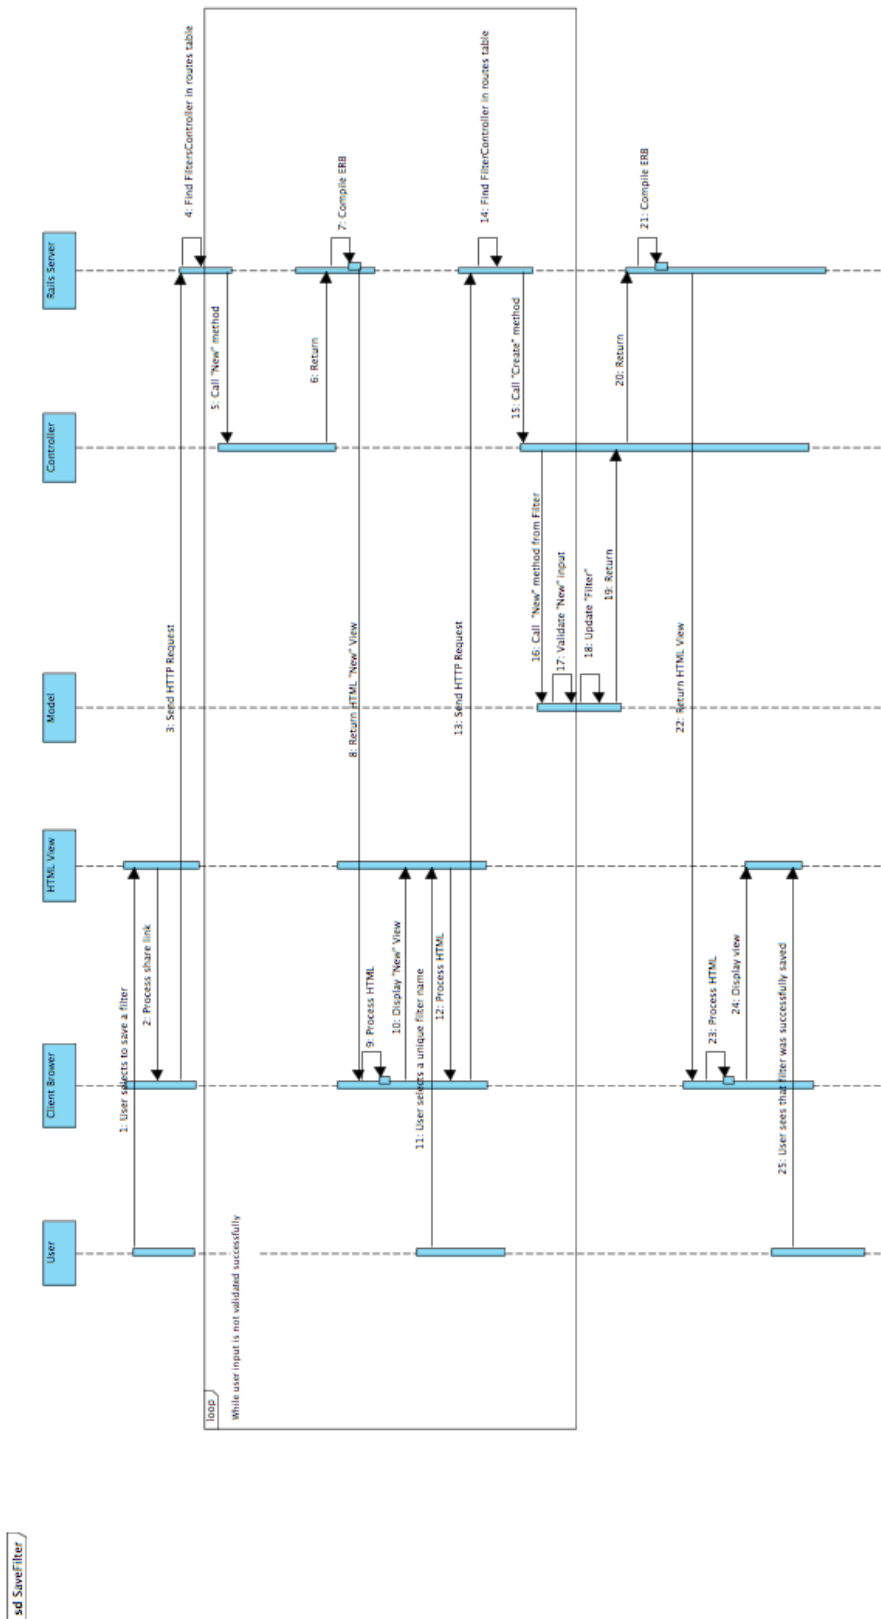 sd SaveFilter
User
Client Brower
HTML View
Model
Controller
Rails Server
1: User selects to save a filter
2: Process share link
3: Send HTTP Request
4: Find FiltersController in routes table
loop
While user input is not validated successfully
5: Call "New" method
6: Return
7: Compile ERB
8: Return HTML "New" View
9: Process HTML
10: Display "New" View
11: User selects a unique filter name
12: Process HTML
13: Send HTTP Request
14: Find FilterController in routes table
15: Call "Create" method
16: Call "New" method from Filter
17: Validate "New" input
18: Update "Filter"
19: Return
20: Return
21: Compile ERB
22: Return HTML View
23: Process HTML
24: Display view
25: User sees that filter was successfully saved